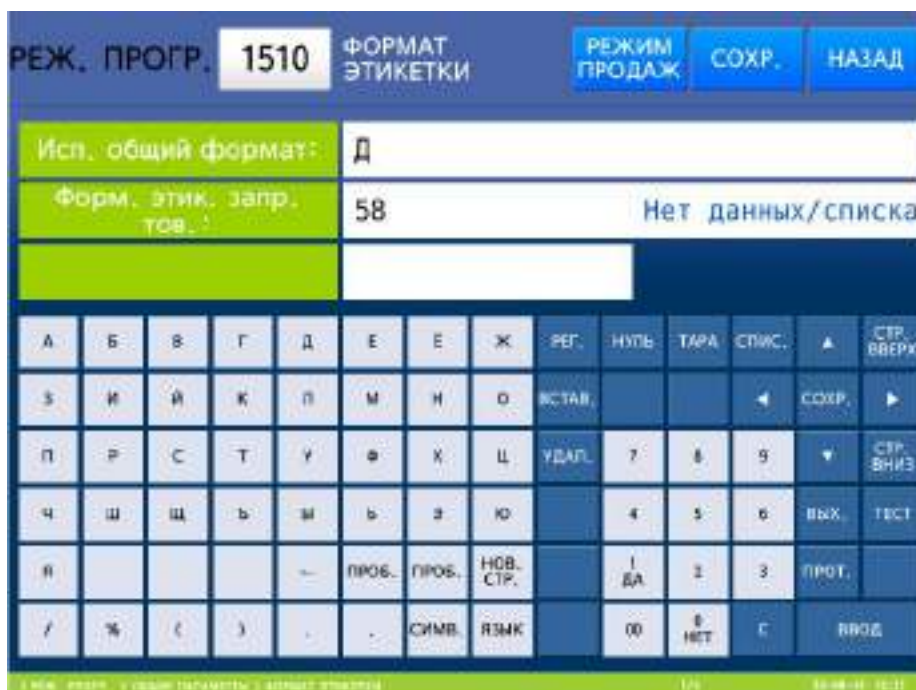 РЕЖ. ПРОГР. 1510 ФОРМАТ ЭТИКЕТКИ РЕЖИМ ПРОДАЖ СОХР. НАЗАД
Исп. общий формат: Д
Форм. этик. запр. тов.: 58 Нет данных/списка
А Б В Г Д Е Ё Ж РЕГ. НУЛЬ ТАРА СПИС. ▲ СТР. ВВЕРХ
З И Й К Л М Н О ВСТАВ. ◀ СОХР. ▶
П Р С Т У Ф Х Ц УДАЛ. 7 8 9 ▼ СТР. ВНИЗ
Ч Ш Щ Ъ Ы Ь Э Ю 4 5 6 ВЫХ. ТЕСТ
Я ← ПРОБ. ПРОБ. НОВ. СТР. 1 ДА 2 3 ПРОТ.
/ % ( ) СИМВ. ЯЗЫК 00 0 НЕТ С ВВОД